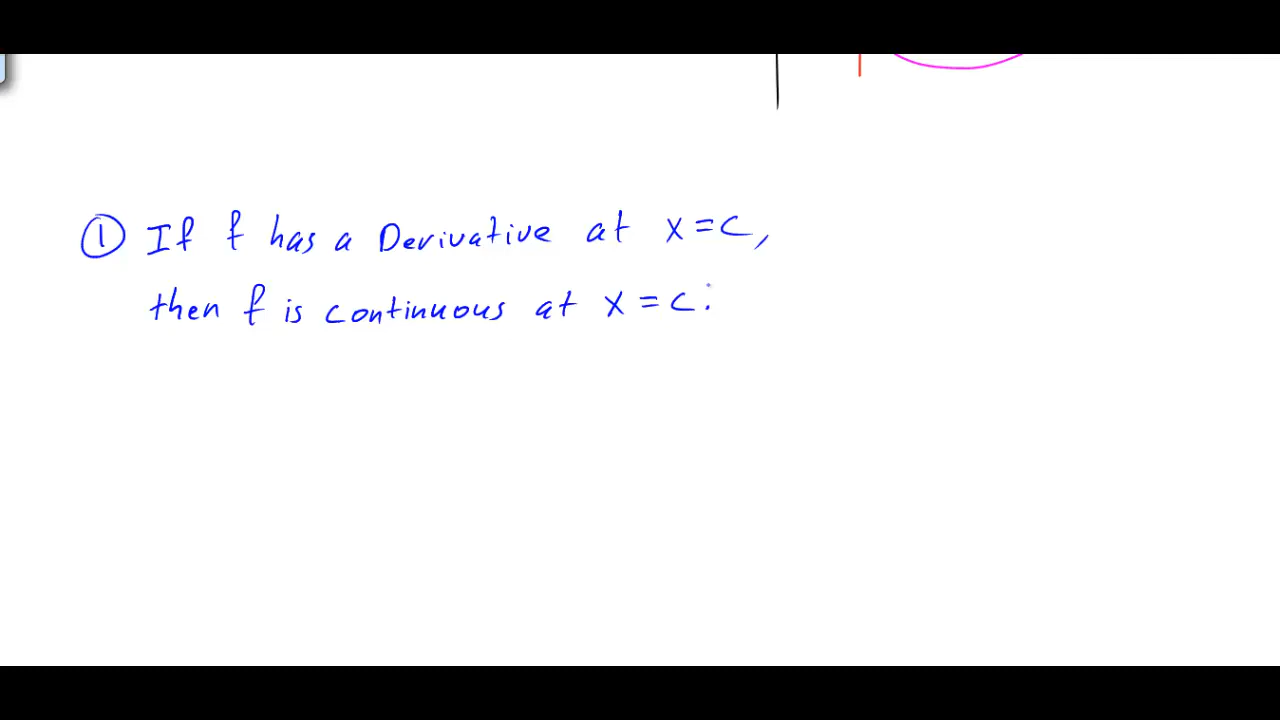 ① If f has a Derivative at x=c,
then f is continuous at x=c.